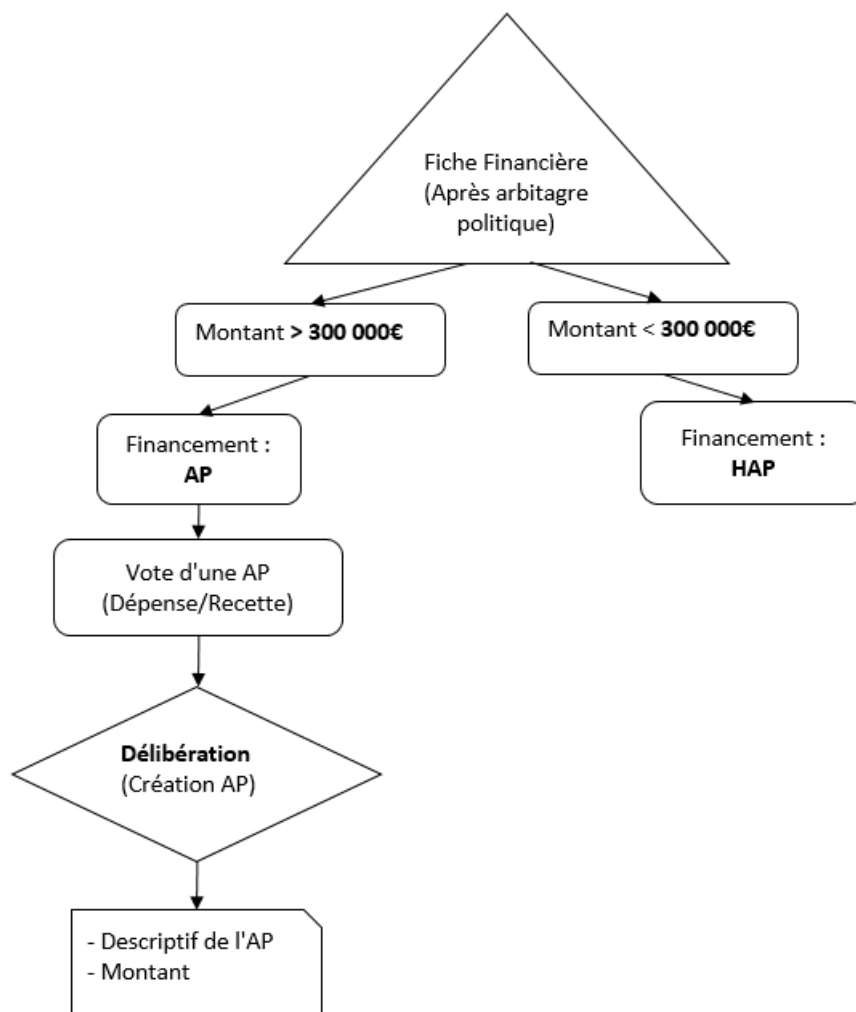 Fiche Financière
(Après arbitagre
politique)
Montant > 300 000€
Montant < 300 000€
Financement :
AP
Financement :
HAP
Vote d'une AP
(Dépense/Recette)
Délibération
(Création AP)
- Descriptif de l'AP
- Montant